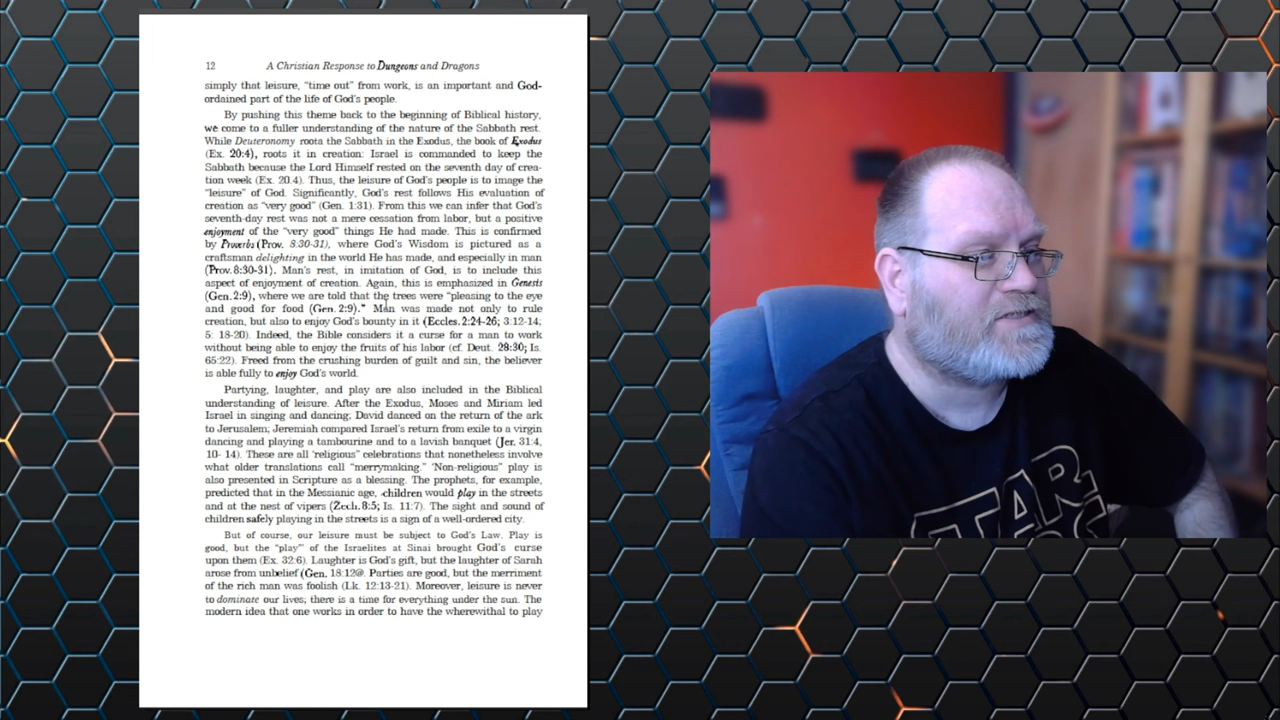 12 A Christian Response to Dungeons and Dragons
simply that leisure, “time out” from work, is an important and God-
ordained part of the life of God's people.
By pushing this theme back to the beginning of Biblical history,
we come to a fuller understanding of the nature of the Sabbath rest.
While Deuteronomy roots the Sabbath in the Exodus, the book of Exodus
(Ex. 20:4), roots it in creation: Israel is commanded to keep the
Sabbath because the Lord Himself rested on the seventh day of crea-
tion week (Ex. 20.4). Thus, the leisure of God's people is to image the
“leisure” of God. Significantly, God's rest follows His evaluation of
creation as “very good” (Gen. 1:31). From this we can infer that God's
seventh-day rest was not a mere cessation from labor, but a positive
enjoyment of the “very good” things He had made. This is confirmed
by Proverbs (Prov. 8.30-31), where God's Wisdom is pictured as a
craftsman delighting in the world He has made, and especially in man
(Prov. 8:30-31). Man's rest, in imitation of God, is to include this
aspect of enjoyment of creation. Again, this is emphasized in Genesis
(Gen. 2:9), where we are told that the trees were “pleasing to the eye
and good for food (Gen. 2:9).” Man was made not only to rule
creation, but also to enjoy God's bounty in it (Eccles. 2:24-26; 3:12-14;
5: 18-20). Indeed, the Bible considers it a curse for a man to work
without being able to enjoy the fruits of his labor (cf. Deut. 28:30; Is.
65:22). Freed from the crushing burden of guilt and sin, the believer
is able fully to enjoy God's world.
Partying, laughter, and play are also included in the Biblical
understanding of leisure. After the Exodus, Moses and Miriam led
Israel in singing and dancing; David danced on the return of the ark
to Jerusalem; Jeremiah compared Israel's return from exile to a virgin
dancing and playing a tambourine and to a lavish banquet (Jer. 31:4,
10- 14). These are all ‘religious” celebrations that nonetheless involve
what older translations call “merrymaking.” ‘Non-religious” play is
also presented in Scripture as a blessing. The prophets, for example,
predicted that in the Messianic age, children would play in the streets
and at the nest of vipers (Zech. 8:5; Is. 11:7). The sight and sound of
children safely playing in the streets is a sign of a well-ordered city.
But of course, our leisure must be subject to God's Law. Play is
good, but the “play” of the Israelites at Sinai brought God's curse
upon them (Ex. 32:6). Laughter is God's gift, but the laughter of Sarah
arose from unbelief (Gen. 18:12@. Parties are good, but the merriment
of the rich man was foolish (Lk. 12:13-21). Moreover, leisure is never
to dominate our lives; there is a time for everything under the sun. The
modern idea that one works in order to have the wherewithal to play
STAR